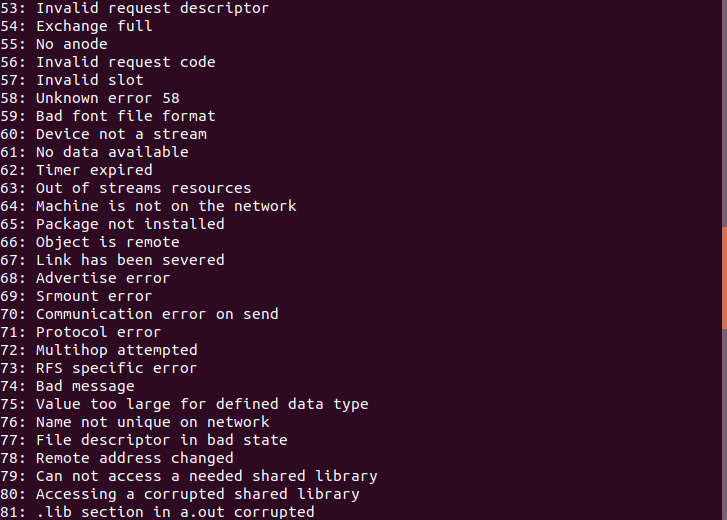 53: Invalid request descriptor
54: Exchange full
55: No anode
56: Invalid request code
57: Invalid slot
58: Unknown error 58
59: Bad font file format
60: Device not a stream
61: No data available
62: Timer expired
63: Out of streams resources
64: Machine is not on the network
65: Package not installed
66: Object is remote
67: Link has been severed
68: Advertise error
69: Srmount error
70: Communication error on send
71: Protocol error
72: Multihop attempted
73: RFS specific error
74: Bad message
75: Value too large for defined data type
76: Name not unique on network
77: File descriptor in bad state
78: Remote address changed
79: Can not access a needed shared library
80: Accessing a corrupted shared library
81: .lib section in a.out corrupted